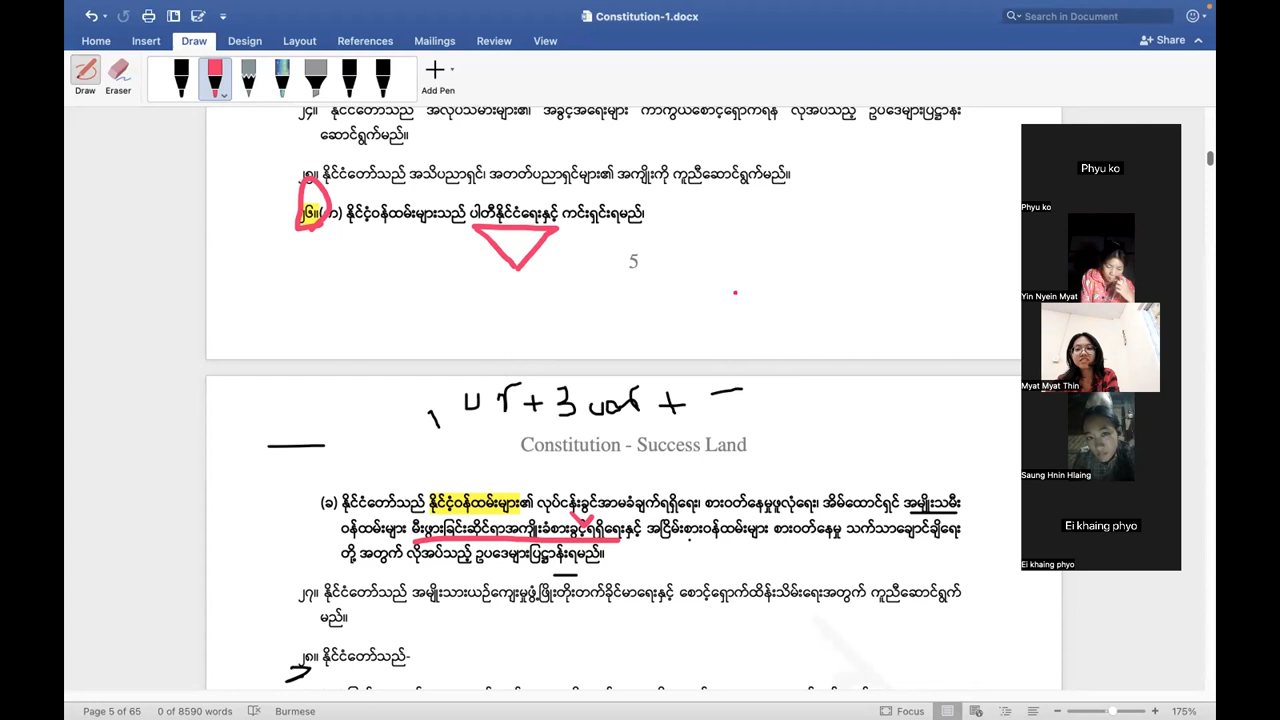 Constitution-1.docx
Search in Document
Home Insert Draw Design Layout References Mailings Review View
Share
Draw Eraser Add Pen
၂၄။ နိုင်ငံတော်သည် အလုပ်သမားများ၏ အခွင့်အရေးများ ကာကွယ်စောင့်ရှောက်ရန် လိုအပ်သည့် ဥပဒေများပြဋ္ဌာန်း
ဆောင်ရွက်မည်။
၂၅။ နိုင်ငံတော်သည် အသိပညာရှင်၊ အတတ်ပညာရှင်များ၏ အကျိုးကို ကူညီဆောင်ရွက်မည်။
၂၆။ (က) နိုင်ငံ့ဝန်ထမ်းများသည် ပါတီနိုင်ငံရေးနှင့် ကင်းရှင်းရမည်၊
5
Constitution - Success Land
(ခ) နိုင်ငံတော်သည် နိုင်ငံ့ဝန်ထမ်းများ၏ လုပ်ငန်းခွင်အာမခံချက်ရရှိရေး၊ စားဝတ်နေမှုဖူလုံရေး၊ အိမ်ထောင်ရှင် အမျိုးသမီး
ဝန်ထမ်းများ မီးဖွားခြင်းဆိုင်ရာအကျိုးခံစားခွင့်ရရှိရေးနှင့် အငြိမ်းစားဝန်ထမ်းများ စားဝတ်နေမှု သက်သာချောင်ချိရေး
တို့ အတွက် လိုအပ်သည့် ဥပဒေများပြဋ္ဌာန်းရမည်။
၂၇။ နိုင်ငံတော်သည် အမျိုးသားယဉ်ကျေးမှုဖွံ့ဖြိုးတိုးတက်ခိုင်မာရေးနှင့် စောင့်ရှောက်ထိန်းသိမ်းရေးအတွက် ကူညီဆောင်ရွက်
မည်။
၂၈။ နိုင်ငံတော်သည်-
Phyu ko
Phyu ko
Yin Nyein Myat
Myat Myat Thin
Saung Hnin Hlaing
Ei khaing phyo
Ei khaing phyo
Page 5 of 65 0 of 8590 words Burmese Focus 175%